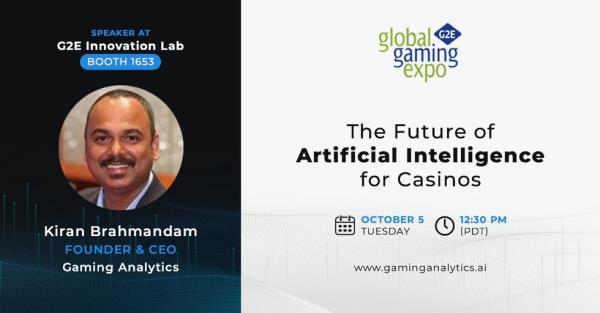 SPEAKER AT
G2E Innovation Lab
BOOTH 1653
Kiran Brahmandam
FOUNDER & CEO
Gaming Analytics
global
G2E
gaming
expo
The Future of
Artificial Intelligence
for Casinos
OCTOBER 5
TUESDAY
12:30 PM
(PDT)
www.gaminganalytics.ai